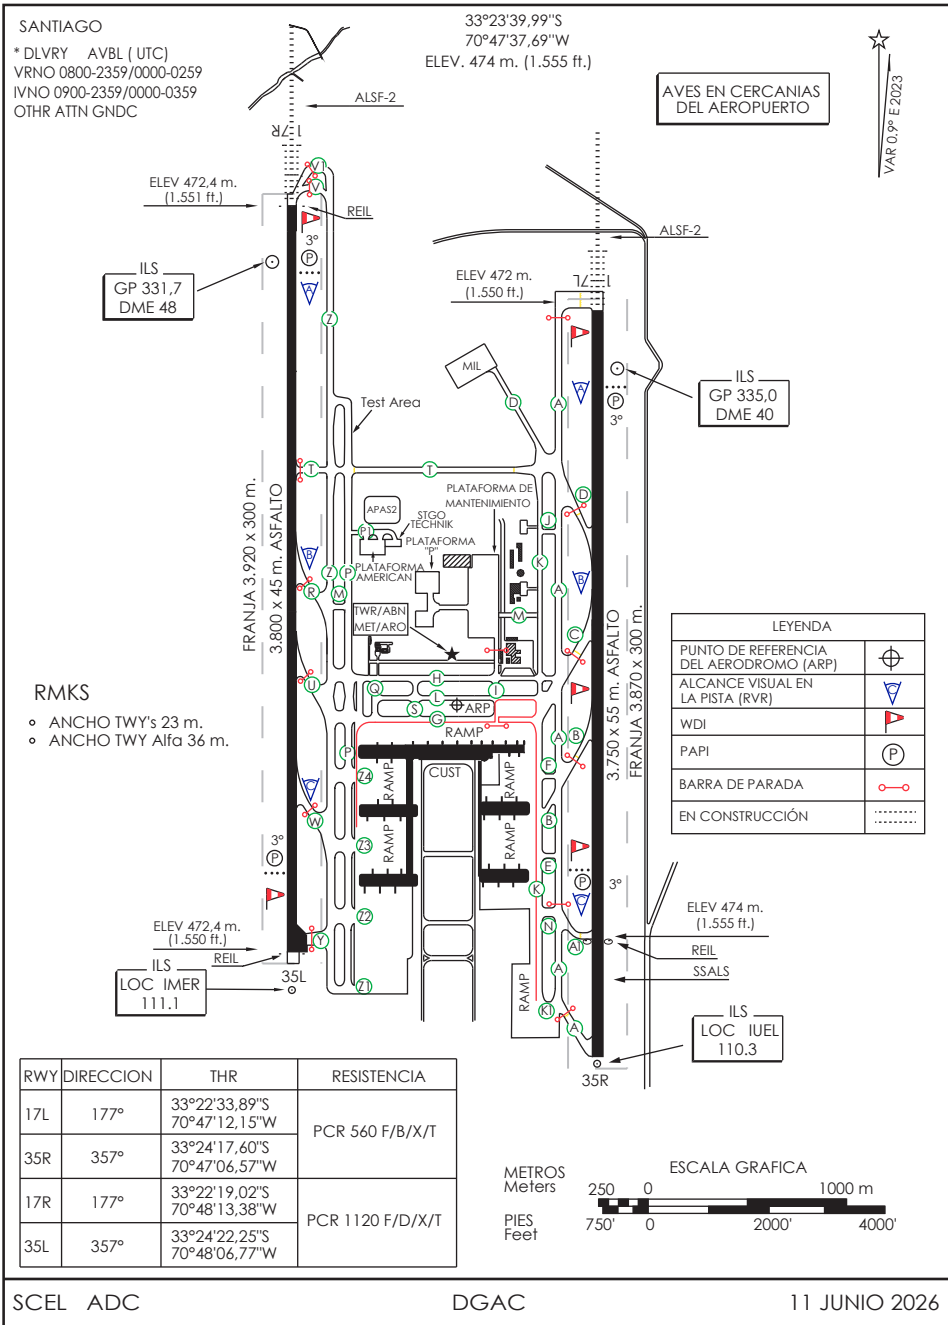 SANTIAGO
* DLVRY AVBL ( UTC)
VRNO 0800-2359/0000-0259
IVNO 0900-2359/0000-0359
OTHR ATTN GNDC
33°23'39,99"S
70°47'37,69"W
ELEV. 474 m. (1.555 ft.)
AVES EN CERCANIAS
DEL AEROPUERTO
VAR 0.9° E 2023
ALSF-2
17R
V1
V
ELEV 472,4 m.
(1.551 ft.)
REIL
3°
P
A
ILS
GP 331,7
DME 48
Z
ALSF-2
17L
ELEV 472 m.
(1.550 ft.)
A
P
3°
ILS
GP 335,0
DME 40
MIL
D
A
Test Area
T
T
D
FRANJA 3.920 x 300 m.
3.800 x 45 m. ASFALTO
PLATAFORMA DE
MANTENIMIENTO
APAS2
STGO
TECHNIK
P1
PLATAFORMA
"P"
PLATAFORMA
AMERICAN
J
K
B
B
A
Z
P
R
M
TWR/ABN
MET/ARO
M
C
U
H
Q
I
L
S
ARP
G
RAMP
3.750 x 55 m. ASFALTO
FRANJA 3.870 x 300 m.
A
B
P
F
Z4
CUST
RAMP
RAMP
RAMP
RAMP
C
W
B
Z3
E
3°
P
K
P
3°
C
Z2
N
A1
Y
A
Z1
K1
A
RAMP
ELEV 472,4 m.
(1.550 ft.)
REIL
35L
ILS
LOC IMER
111.1
ELEV 474 m.
(1.555 ft.)
REIL
SSALS
ILS
LOC IUEL
110.3
35R
RMKS
ANCHO TWY's 23 m.
ANCHO TWY Alfa 36 m.
LEYENDA
PUNTO DE REFERENCIA
DEL AERODROMO (ARP)
ALCANCE VISUAL EN
LA PISTA (RVR)
C
WDI
PAPI
P
BARRA DE PARADA
EN CONSTRUCCIÓN
RWY DIRECCION THR RESISTENCIA
17L 177° 33°22'33,89"S
70°47'12,15"W
PCR 560 F/B/X/T
35R 357° 33°24'17,60"S
70°47'06,57"W
17R 177° 33°22'19,02"S
70°48'13,38"W
PCR 1120 F/D/X/T
35L 357° 33°24'22,25"S
70°48'06,77"W
ESCALA GRAFICA
METROS
Meters
250 0 1000 m
PIES
Feet
750' 0 2000' 4000'
SCEL ADC DGAC 11 JUNIO 2026